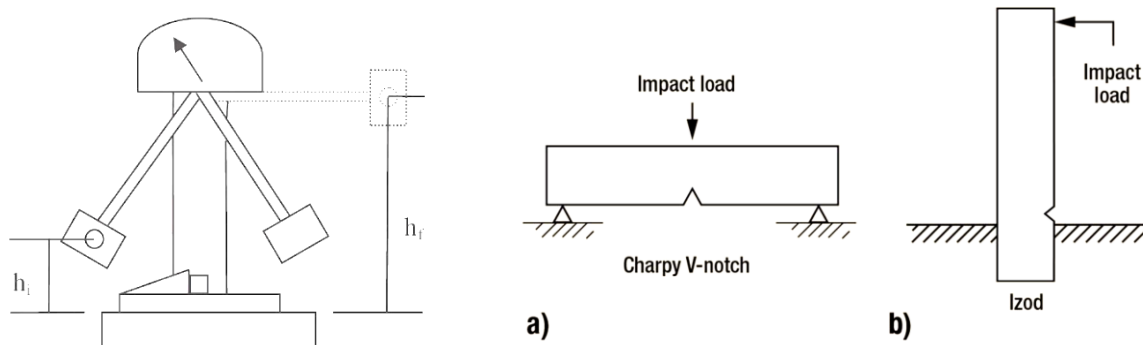 h_i
h_f
Impact load
Charpy V-notch
a)
Impact
load
Izod
b)